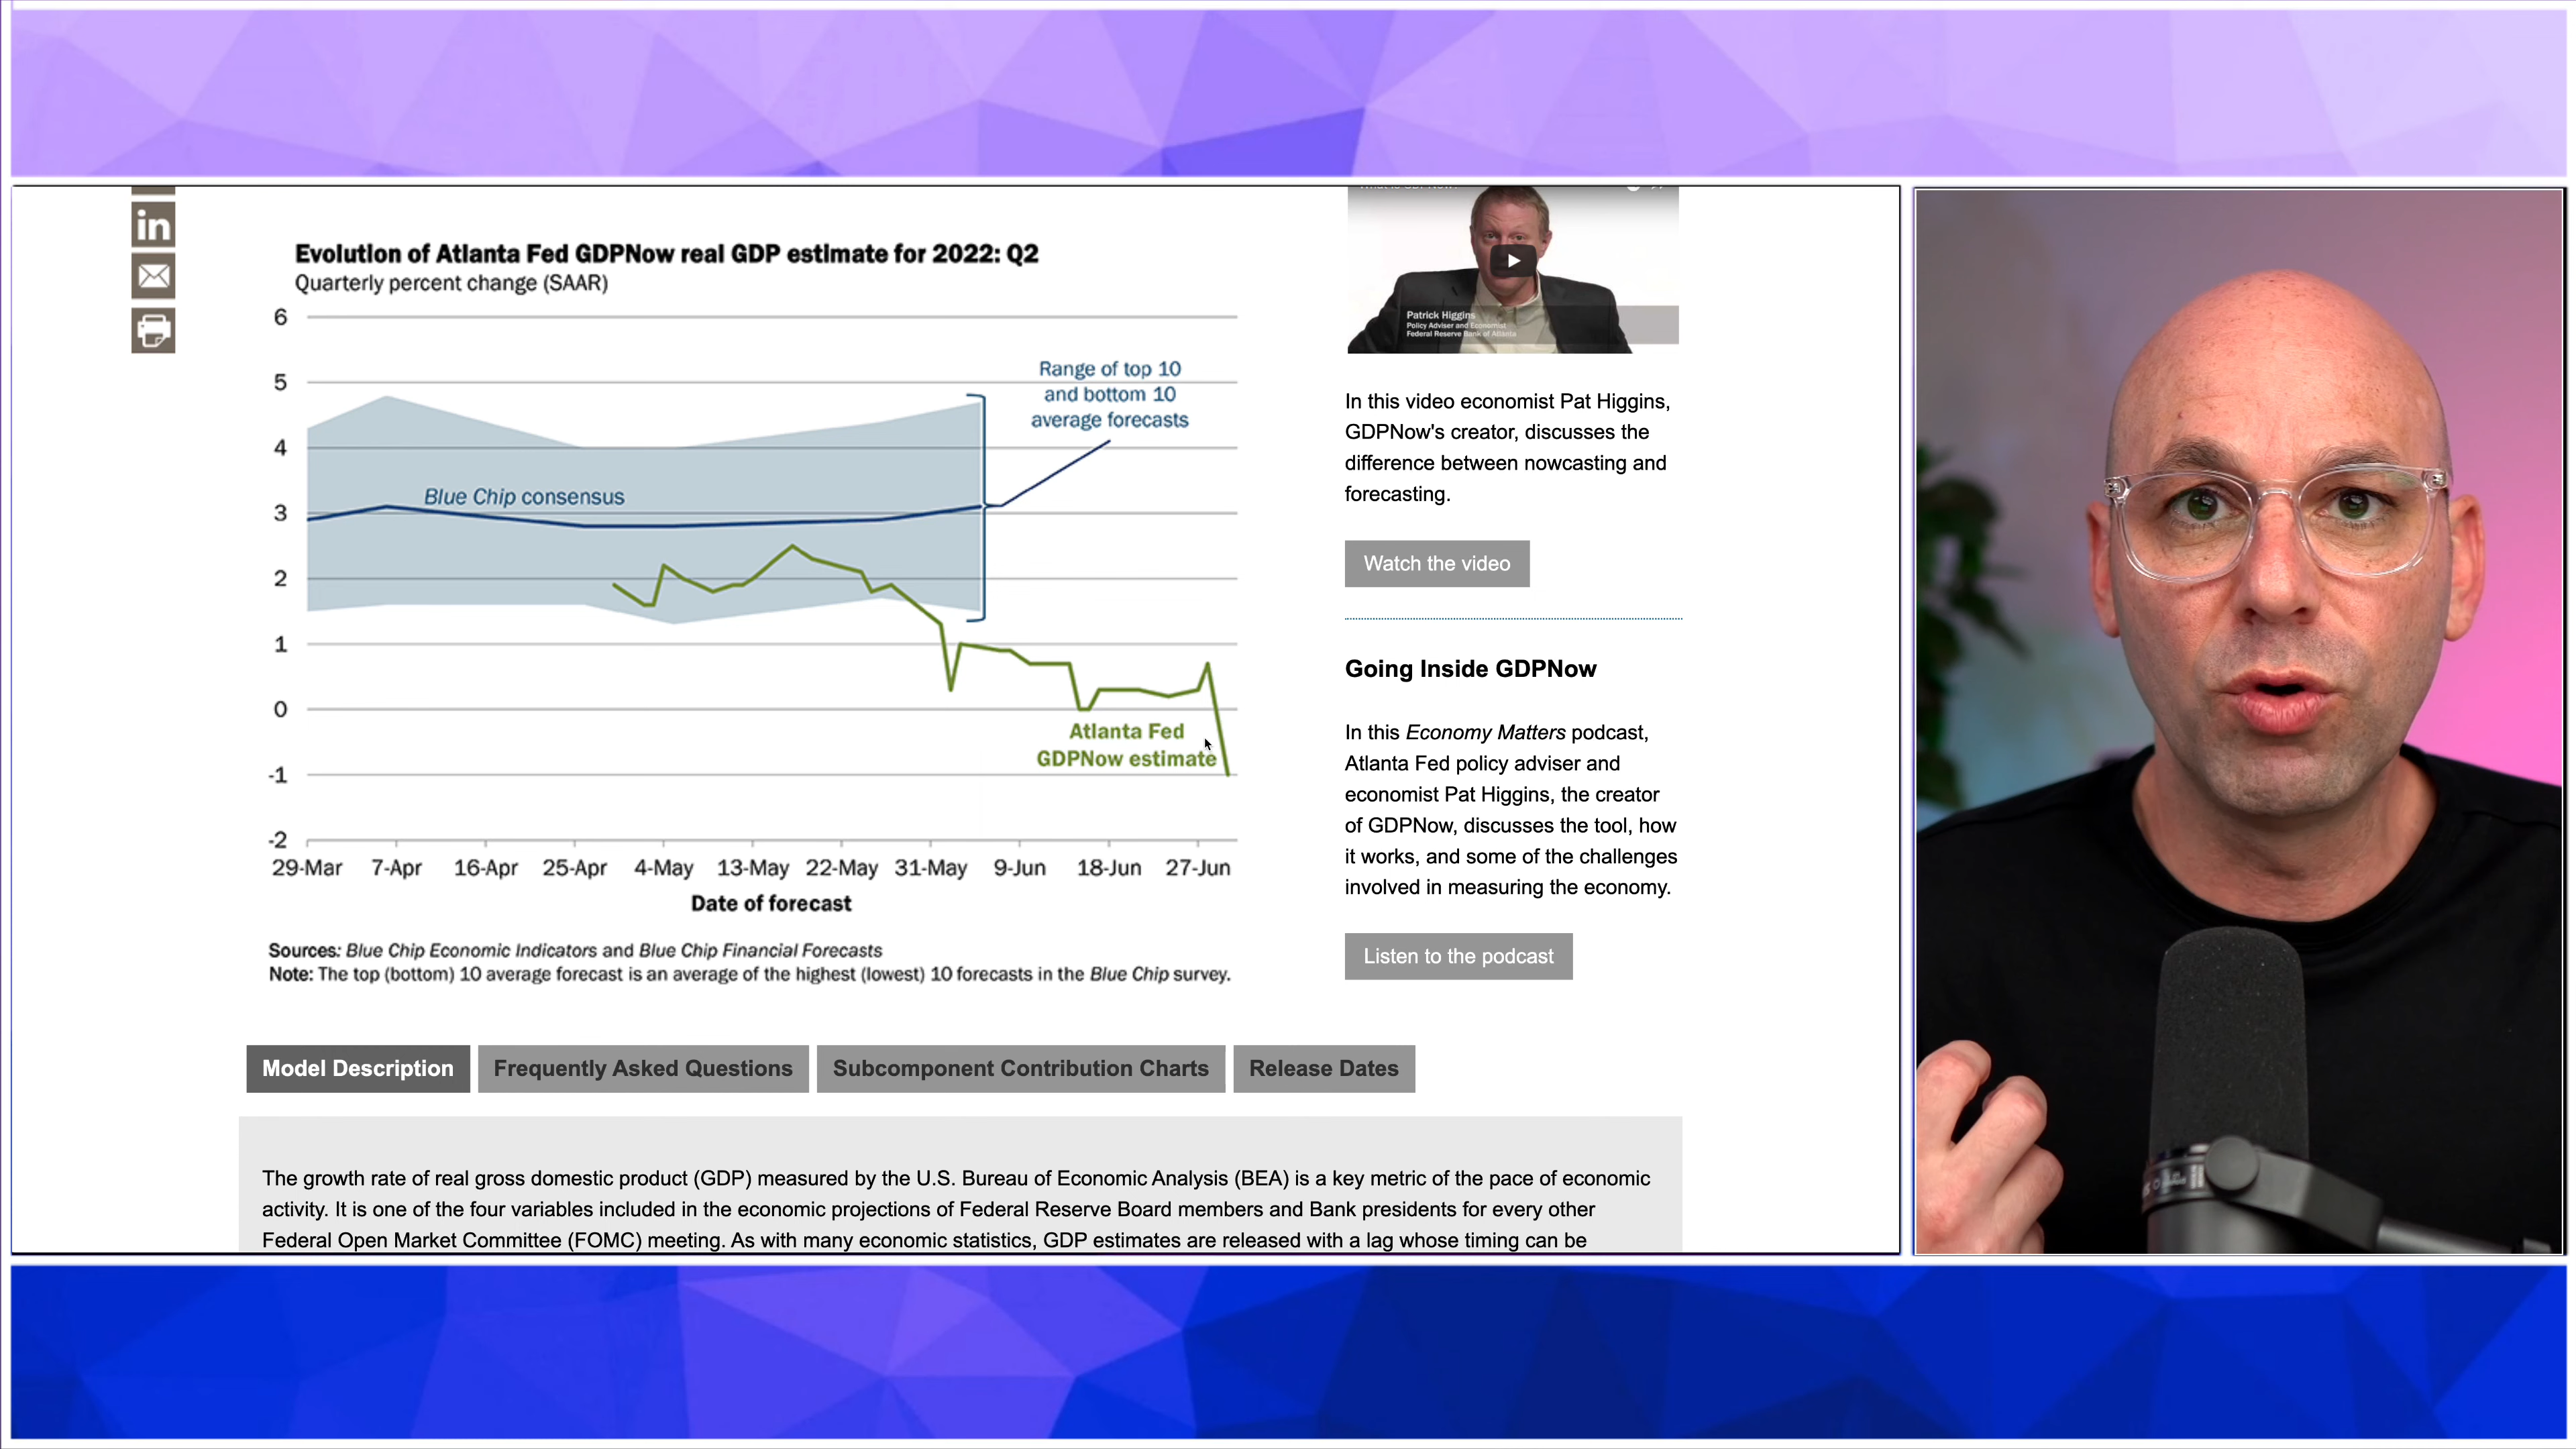 in
Evolution of Atlanta Fed GDPNow real GDP estimate for 2022: Q2
Quarterly percent change (SAAR)
6
5
4
3
2
1
0
-1
-2
Range of top 10
and bottom 10
average forecasts
Blue Chip consensus
Atlanta Fed
GDPNow estimate
29-Mar 7-Apr 16-Apr 25-Apr 4-May 13-May 22-May 31-May 9-Jun 18-Jun 27-Jun
Date of forecast
Sources: Blue Chip Economic Indicators and Blue Chip Financial Forecasts
Note: The top (bottom) 10 average forecast is an average of the highest (lowest) 10 forecasts in the Blue Chip survey.
Patrick Higgins
Policy Adviser and Economist
Federal Reserve Bank of Atlanta
In this video economist Pat Higgins,
GDPNow's creator, discusses the
difference between nowcasting and
forecasting.
Watch the video
Going Inside GDPNow
In this Economy Matters podcast,
Atlanta Fed policy adviser and
economist Pat Higgins, the creator
of GDPNow, discusses the tool, how
it works, and some of the challenges
involved in measuring the economy.
Listen to the podcast
Model Description
Frequently Asked Questions
Subcomponent Contribution Charts
Release Dates
The growth rate of real gross domestic product (GDP) measured by the U.S. Bureau of Economic Analysis (BEA) is a key metric of the pace of economic
activity. It is one of the four variables included in the economic projections of Federal Reserve Board members and Bank presidents for every other
Federal Open Market Committee (FOMC) meeting. As with many economic statistics, GDP estimates are released with a lag whose timing can be